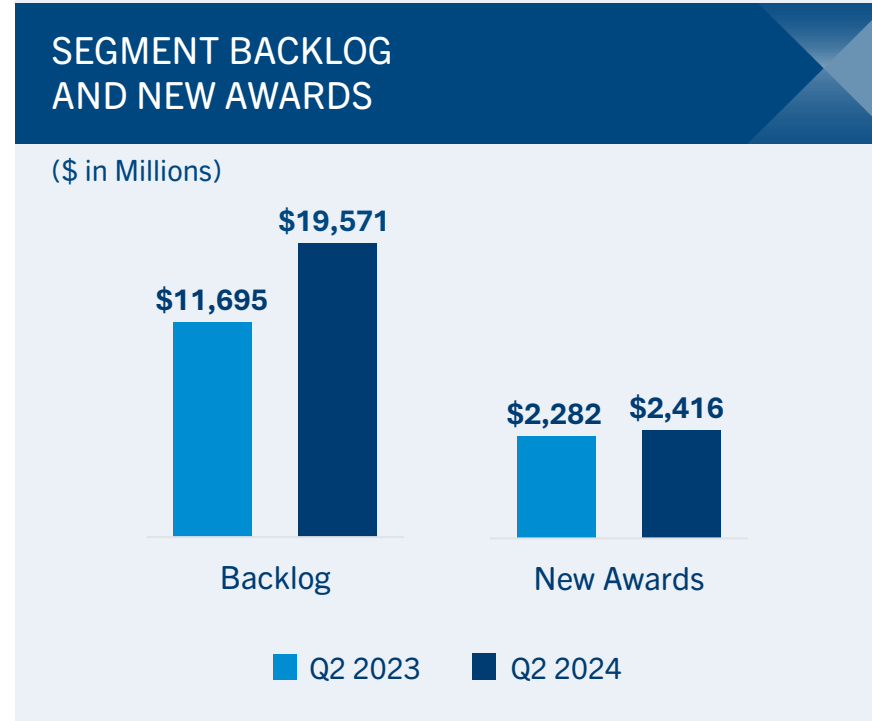 SEGMENT BACKLOG
AND NEW AWARDS
($ in Millions)
$19,571
$11,695
$2,282
$2,416
Backlog
New Awards
Q2 2023
Q2 2024